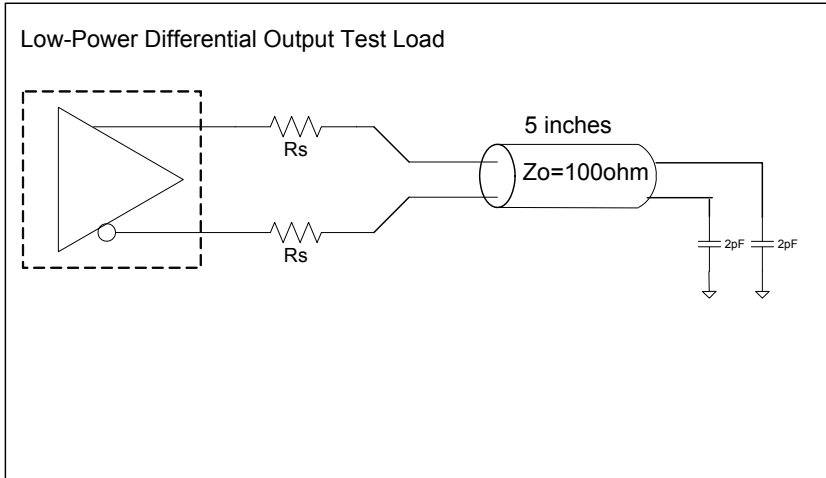 Low-Power Differential Output Test Load
Rs
5 inches
Zo=100ohm
Rs
2pF 2pF